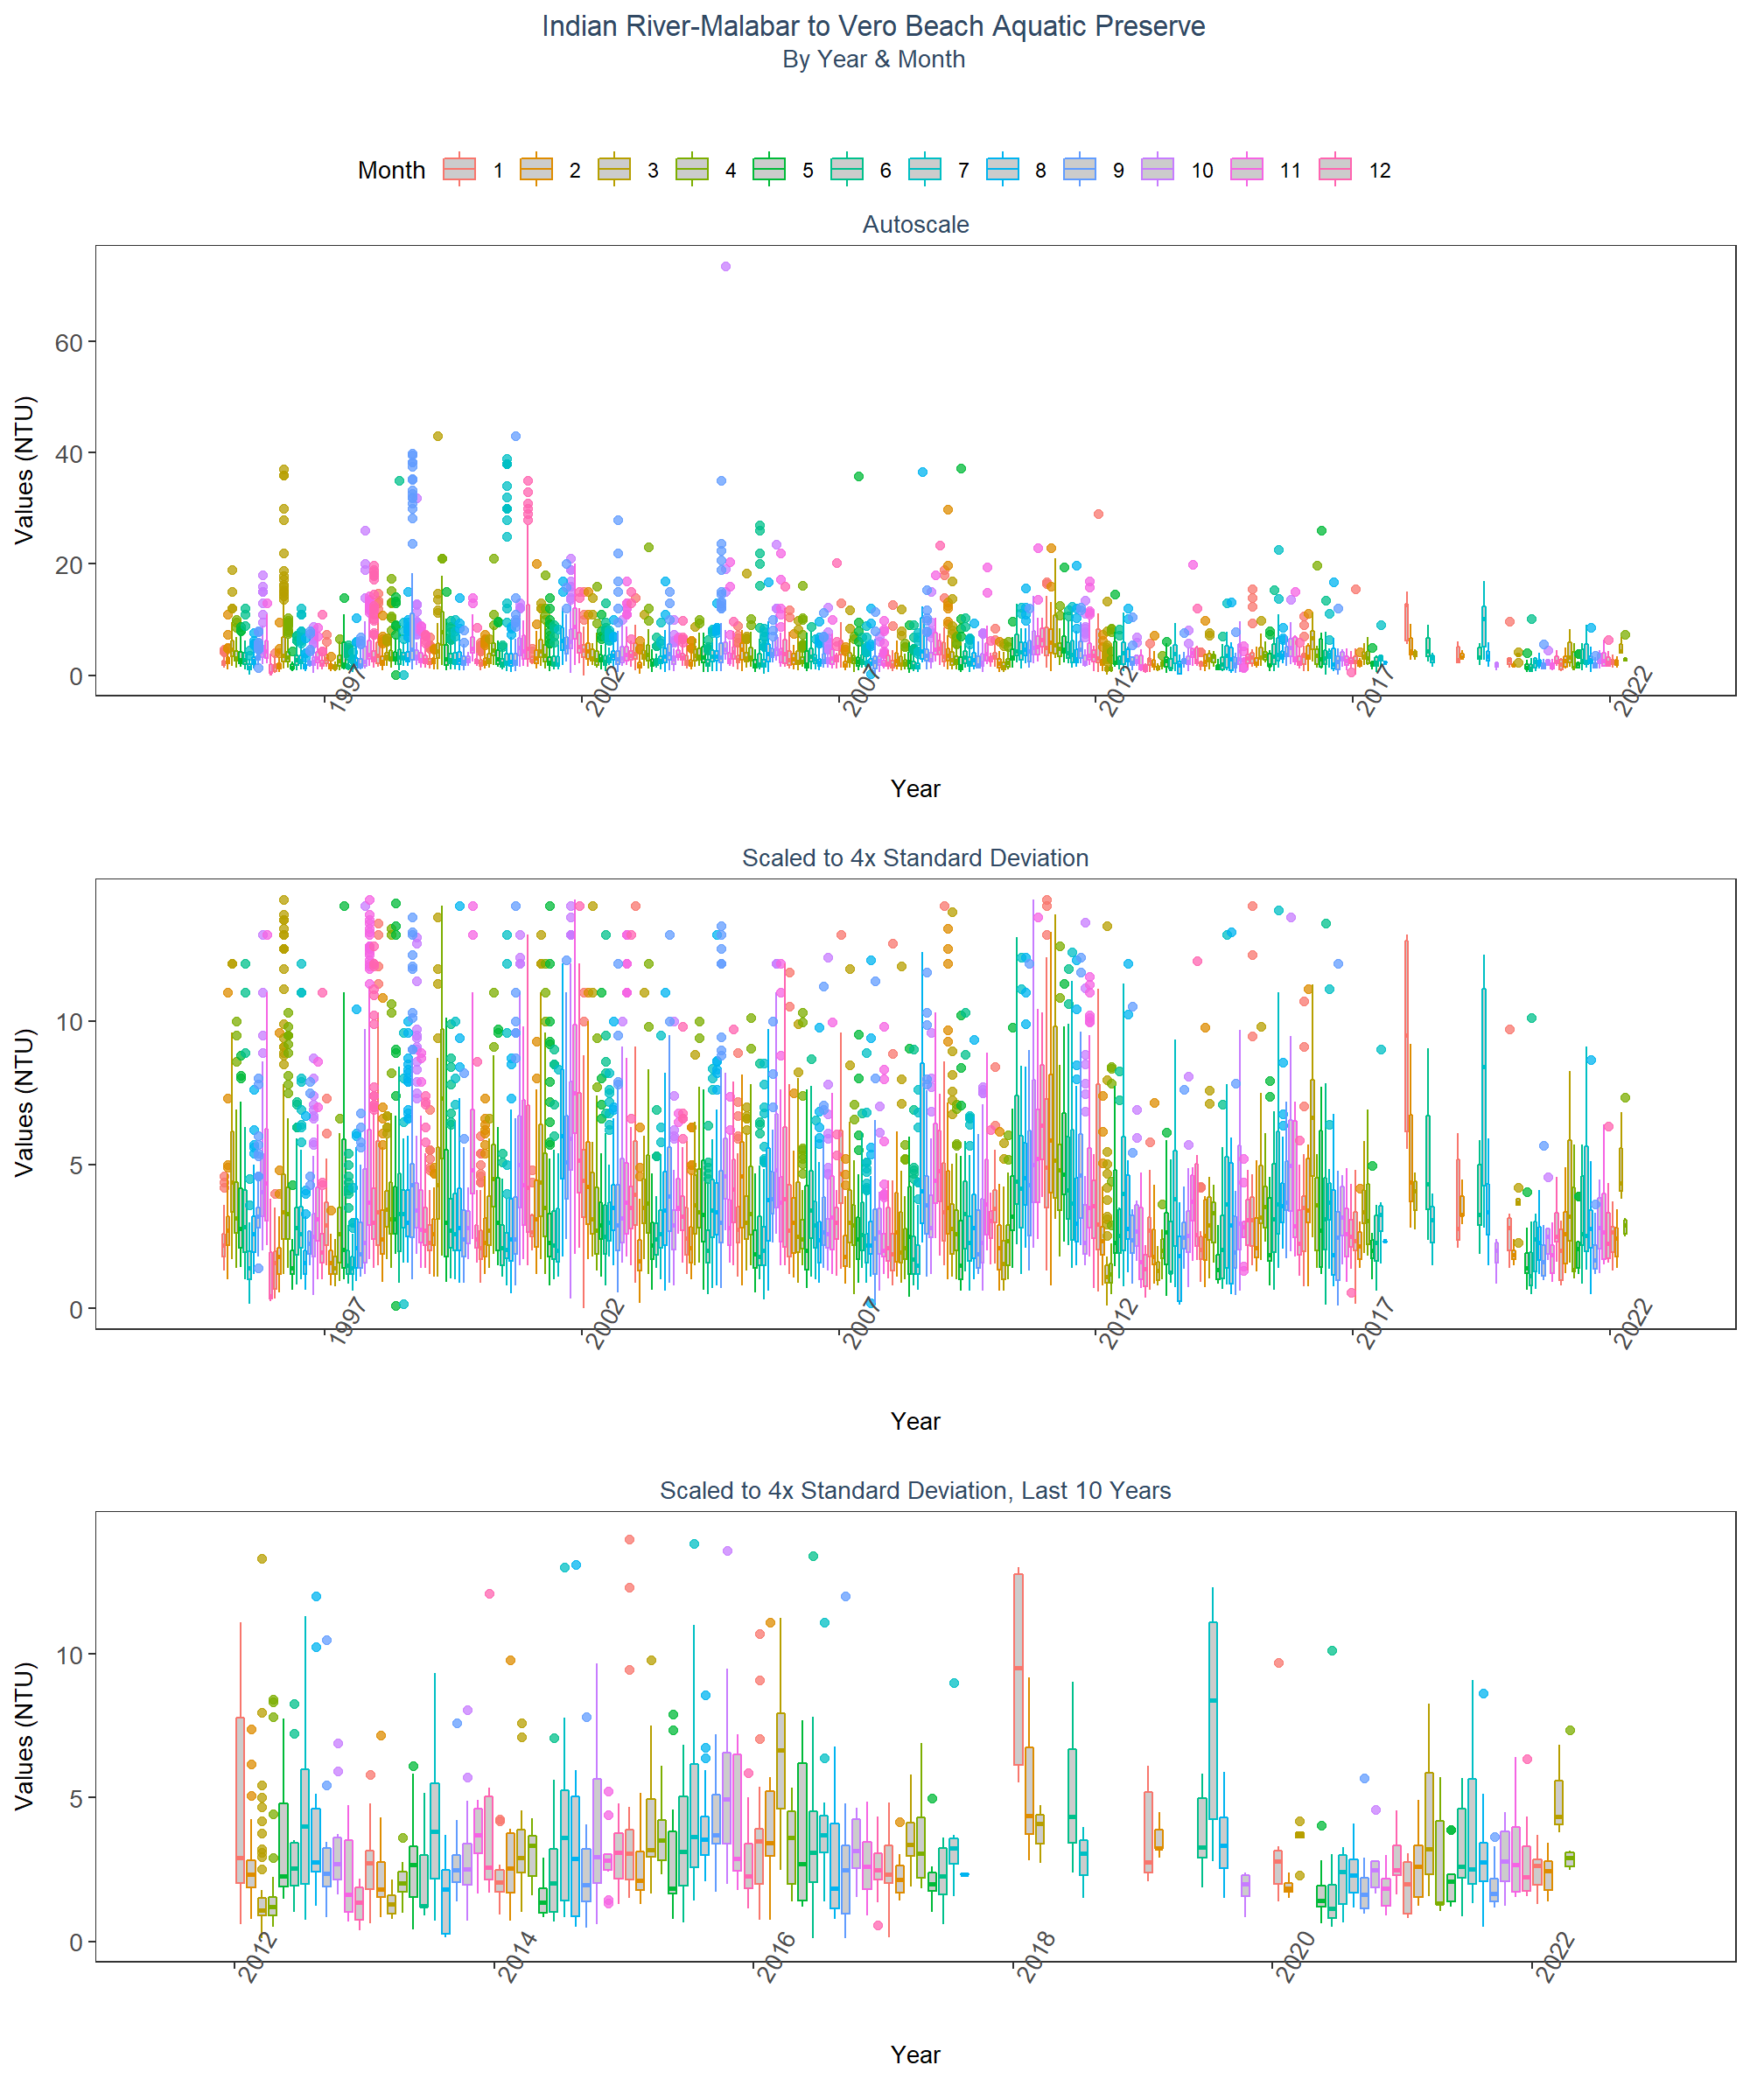 Indian River-Malabar to Vero Beach Aquatic Preserve
By Year & Month
Month 1 2 3 4 5 6 7 8 9 10 11 12
Autoscale
Values (NTU)
60
40
20
0
1997 2002 2007 2012 2017 2022
Year
Scaled to 4x Standard Deviation
Values (NTU)
10
5
0
1997 2002 2007 2012 2017 2022
Year
Scaled to 4x Standard Deviation, Last 10 Years
Values (NTU)
10
5
0
2012 2014 2016 2018 2020 2022
Year